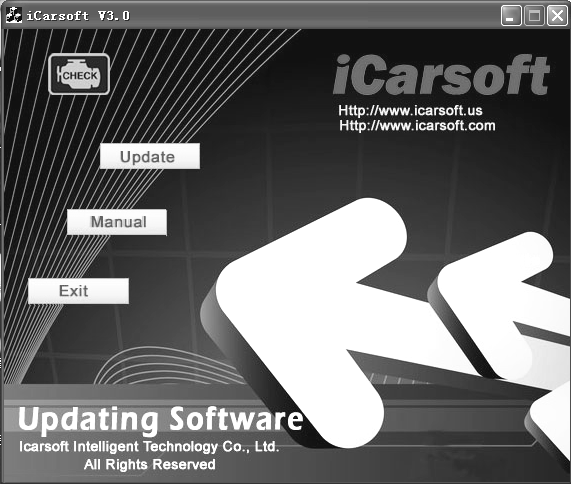 iCarsoft V3.0
CHECK
iCarsoft
Http://www.icarsoft.us
Http://www.icarsoft.com
Update
Manual
Exit
Updating Software
Icarsoft Intelligent Technology Co., Ltd.
All Rights Reserved